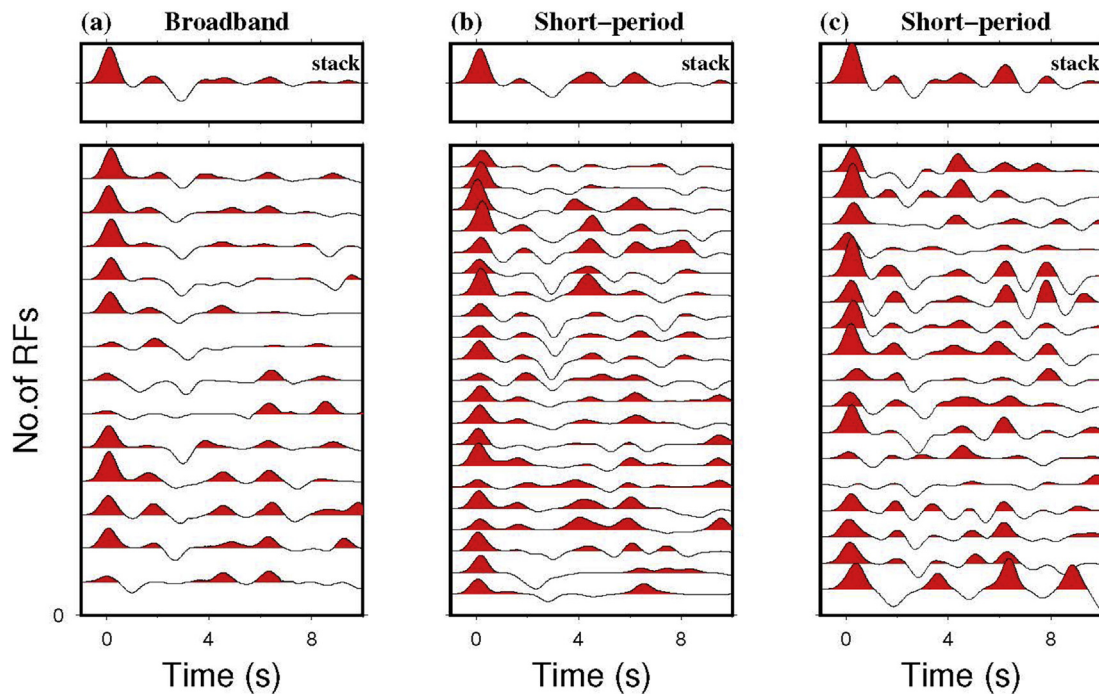 (a) Broadband
(b) Short-period
(c) Short-period
stack
stack
stack
No.of RFs
0
0 4 8
0 4 8
0 4 8
Time (s)
Time (s)
Time (s)